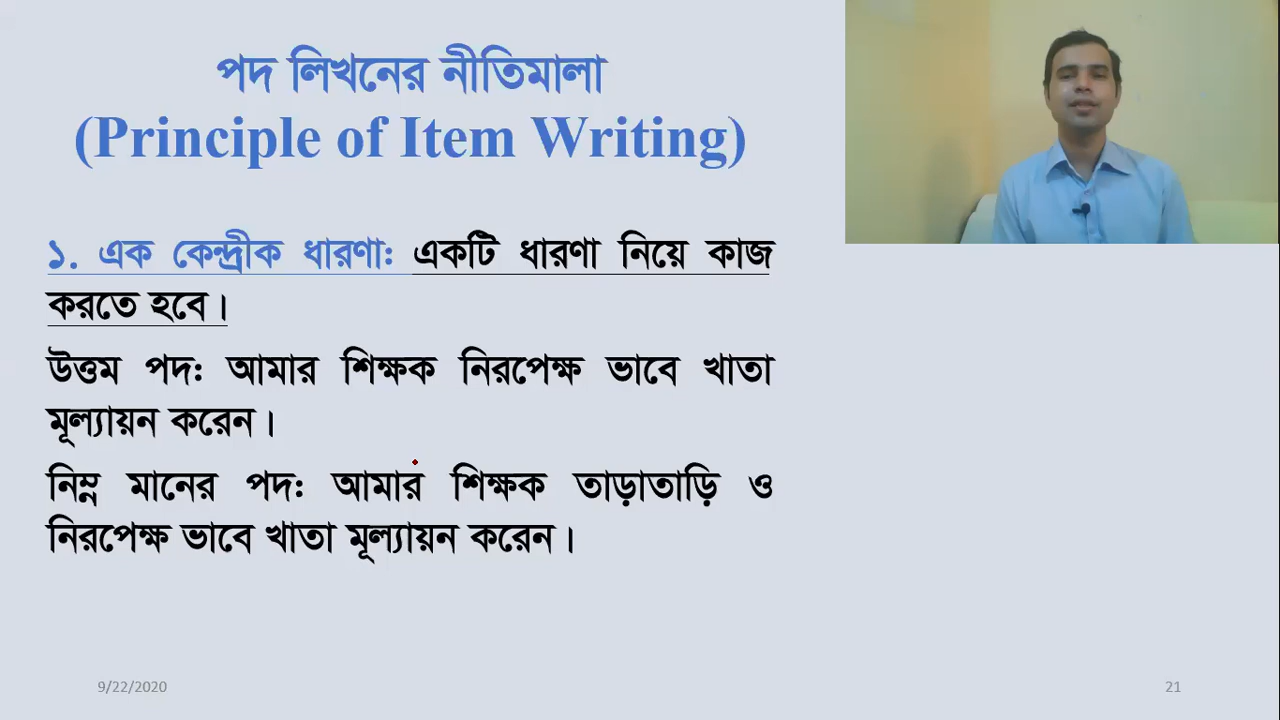 পদ লিখনের নীতিমালা
(Principle of Item Writing)
১. এক কেন্দ্রীক ধারণা: একটি ধারণা নিয়ে কাজ
করতে হবে।
উত্তম পদ: আমার শিক্ষক নিরপেক্ষ ভাবে খাতা
মূল্যায়ন করেন।
নিম্ন মানের পদ: আমার শিক্ষক তাড়াতাড়ি ও
নিরপেক্ষ ভাবে খাতা মূল্যায়ন করেন।
9/22/2020
21